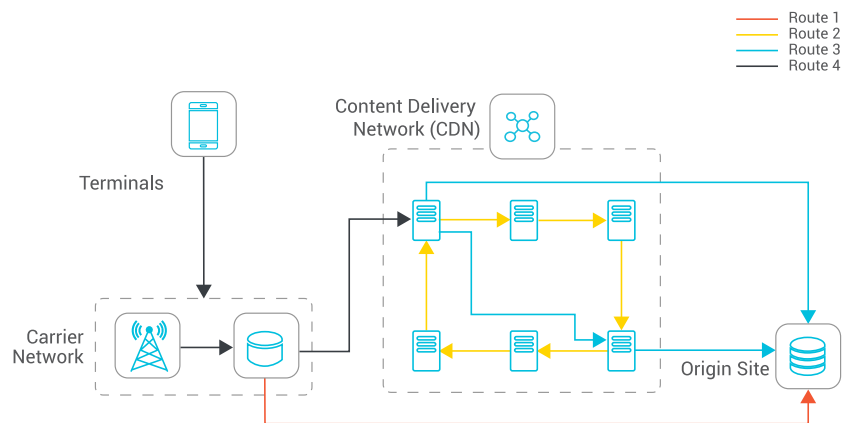 Route 1
Route 2
Route 3
Route 4
Content Delivery
Network (CDN)
Terminals
Carrier
Network
Origin Site